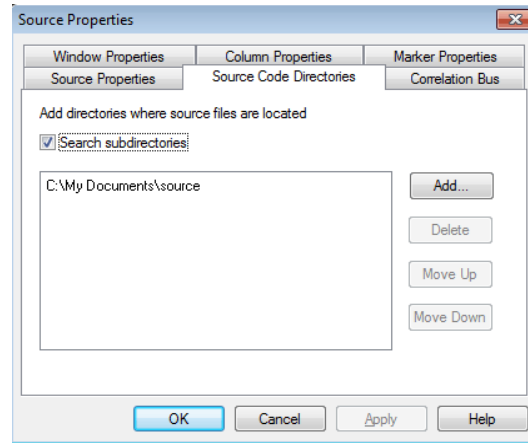 Source Properties
Window Properties
Column Properties
Marker Properties
Source Properties
Source Code Directories
Correlation Bus
Add directories where source files are located
Search subdirectories
C:\My Documents\source
Add...
Delete
Move Up
Move Down
OK
Cancel
Apply
Help